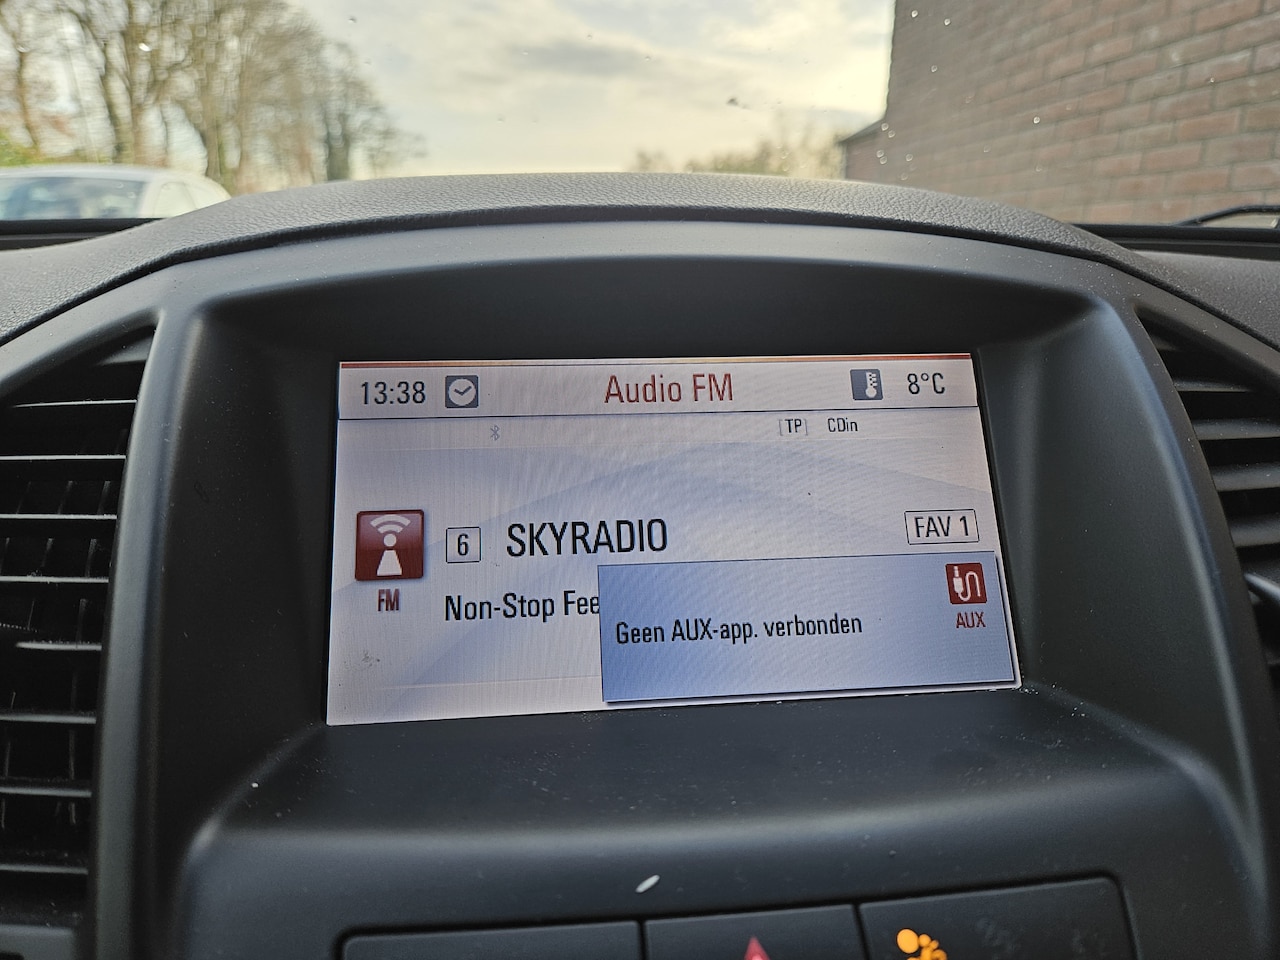 13:38 Audio FM 8°C
[TP] CDin
6 SKYRADIO FAV 1
FM
Non-Stop Fee
Geen AUX-app. verbonden
AUX